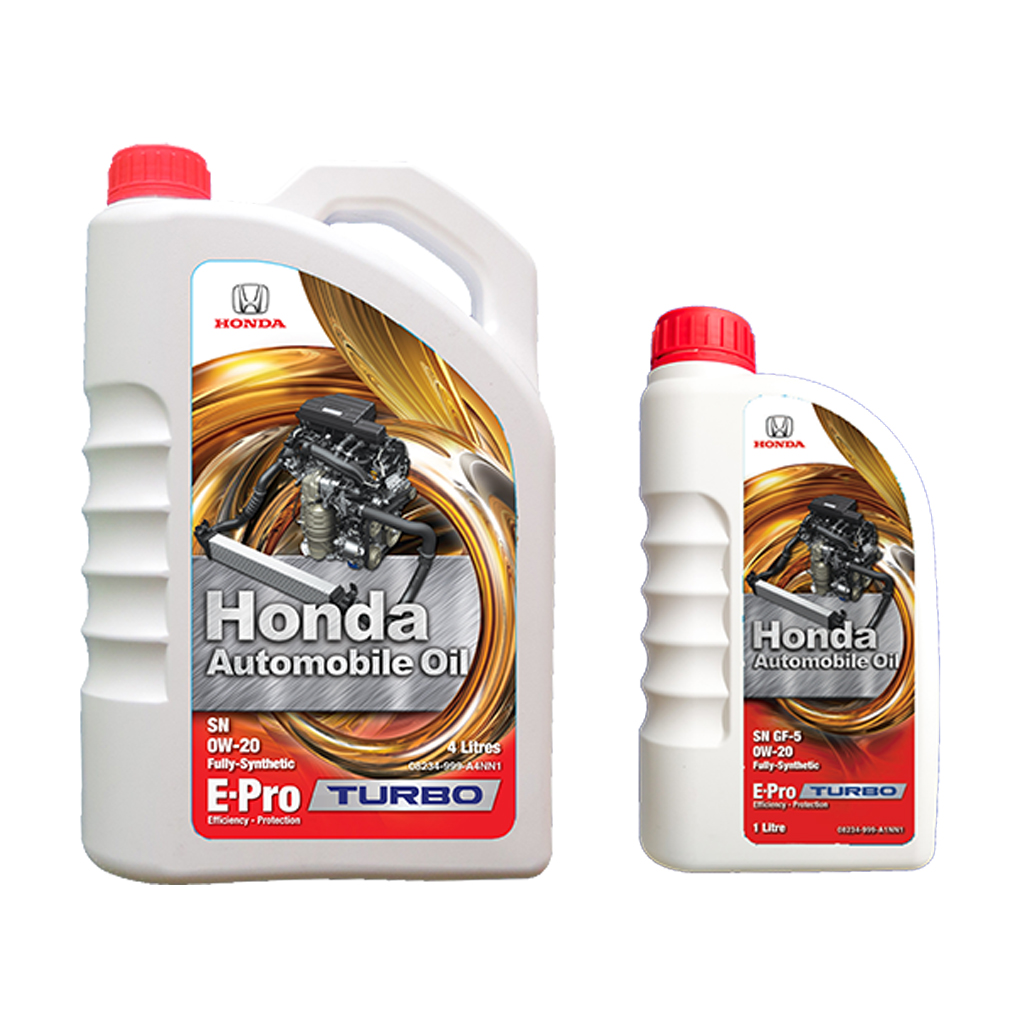 HONDA
Honda
Automobile Oil
SN
0W-20
Fully-Synthetic
4 Litres
08234-999-A4NN1
E-Pro TURBO
Efficiency - Protection
HONDA
Honda
Automobile Oil
SN GF-5
0W-20
Fully-Synthetic
E-Pro TURBO
Efficiency - Protection
1 Litre
08234-999-A1NN1